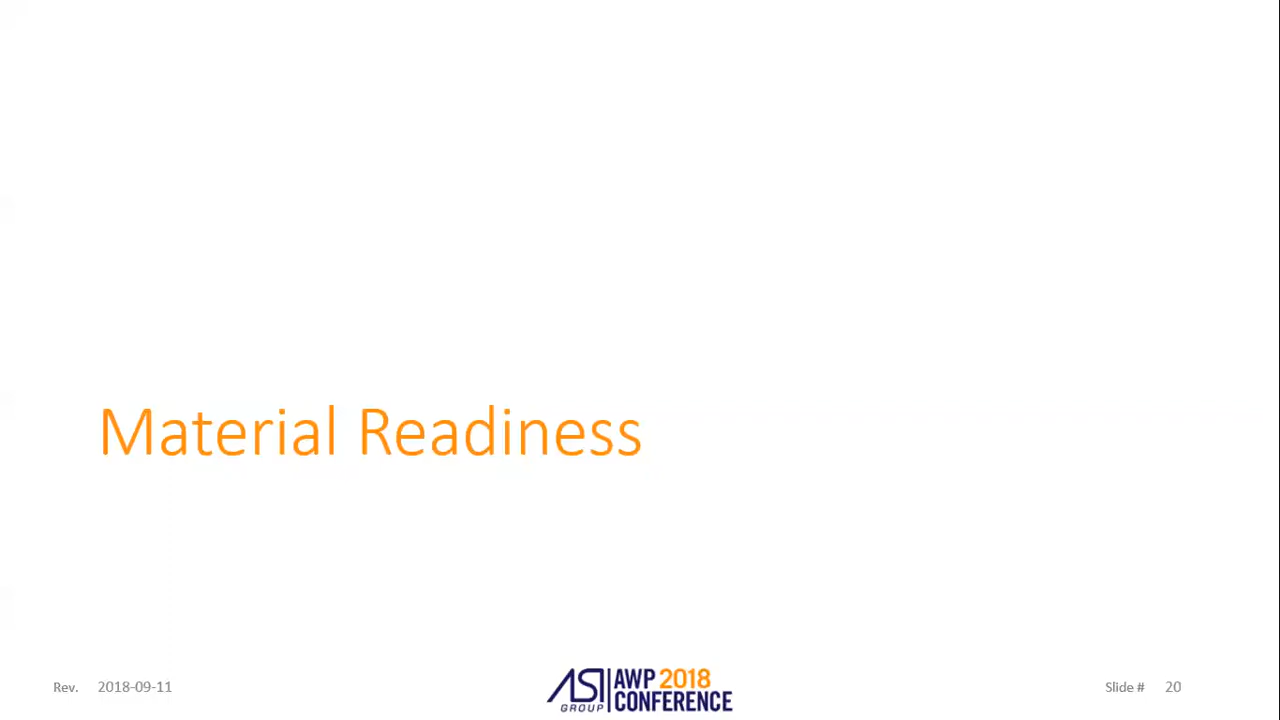 Material Readiness
Rev. 2018-09-11
ASI GROUP
AWP 2018 CONFERENCE
Slide # 20